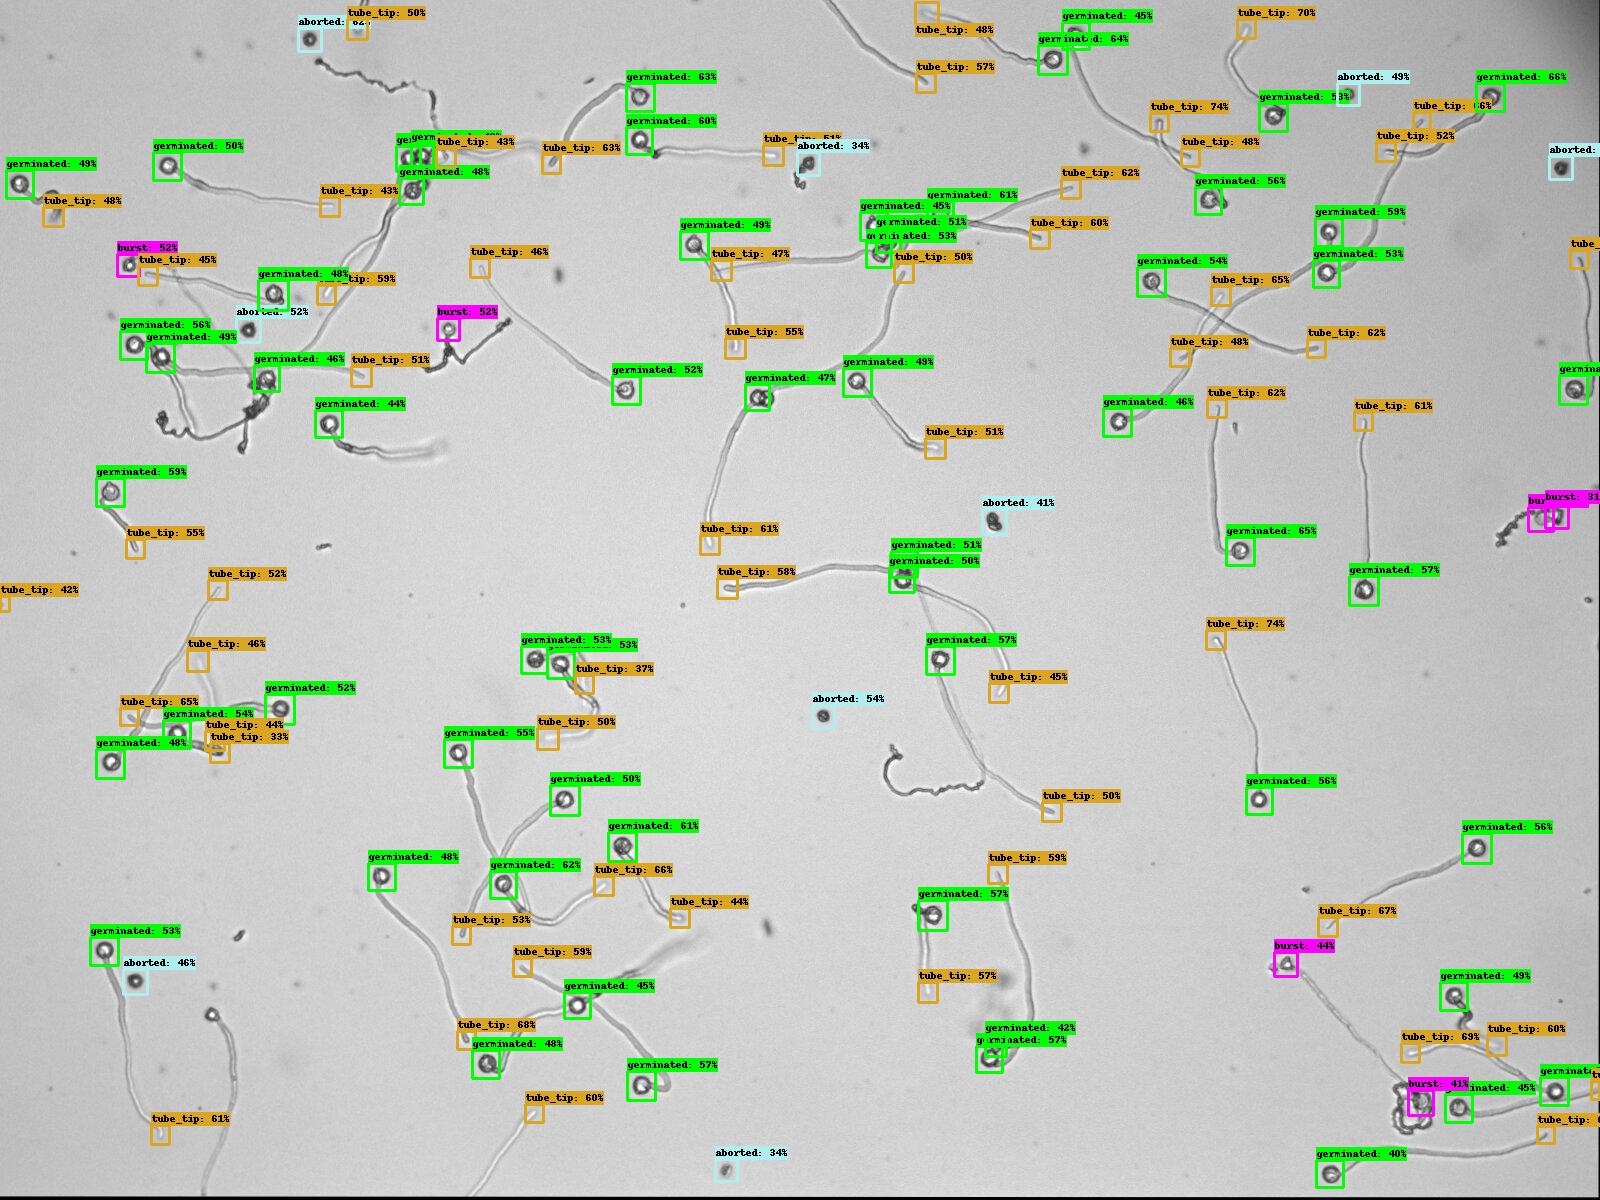 tube_tip: 50%
aborted: 62%
tube_tip: 48%
germinated: 45%
germinated: 64%
tube_tip: 70%
tube_tip: 57%
germinated: 63%
aborted: 49%
germinated: 66%
germinated: 53%
tube_tip: 74%
tube_tip: 66%
germinated: 60%
tube_tip: 43%
tube_tip: 63%
tube_tip: 51%
aborted: 34%
tube_tip: 48%
tube_tip: 52%
aborted:
germinated: 50%
germinated: 49%
germinated: 48%
tube_tip: 43%
tube_tip: 48%
tube_tip: 62%
germinated: 56%
germinated: 61%
germinated: 45%
germinated: 51%
germinated: 53%
tube_tip: 60%
germinated: 59%
germinated: 49%
burst: 52%
tube_tip: 45%
tube_tip: 46%
tube_tip: 47%
tube_tip: 50%
germinated: 54%
germinated: 53%
germinated: 48%
tube_tip: 59%
tube_tip: 65%
aborted: 52%
burst: 52%
germinated: 56%
germinated: 49%
tube_tip: 55%
tube_tip: 62%
tube_tip: 48%
germinated: 46%
tube_tip: 51%
germinated: 52%
germinated: 47%
germinated: 49%
germinated: 44%
germinated: 46%
tube_tip: 62%
tube_tip: 61%
tube_tip: 51%
germinated: 59%
aborted: 41%
burst: 31
tube_tip: 55%
tube_tip: 61%
germinated: 51%
germinated: 50%
germinated: 65%
germinated: 57%
tube_tip: 42%
tube_tip: 52%
tube_tip: 58%
tube_tip: 74%
tube_tip: 46%
germinated: 53%
germinated: 53%
germinated: 57%
tube_tip: 37%
tube_tip: 45%
germinated: 52%
tube_tip: 65%
germinated: 54%
tube_tip: 44%
tube_tip: 33%
germinated: 48%
tube_tip: 50%
aborted: 54%
germinated: 55%
germinated: 50%
tube_tip: 50%
germinated: 56%
germinated: 61%
germinated: 56%
germinated: 48%
germinated: 62%
tube_tip: 66%
tube_tip: 59%
germinated: 57%
tube_tip: 44%
tube_tip: 53%
tube_tip: 67%
germinated: 53%
aborted: 46%
tube_tip: 59%
burst: 44%
tube_tip: 57%
germinated: 49%
germinated: 45%
tube_tip: 68%
germinated: 48%
germinated: 42%
germinated: 57%
tube_tip: 69%
tube_tip: 60%
germinated: 57%
burst: 41%
germinated: 45%
tube_tip: 60%
tube_tip: 61%
aborted: 34%
germinated: 40%